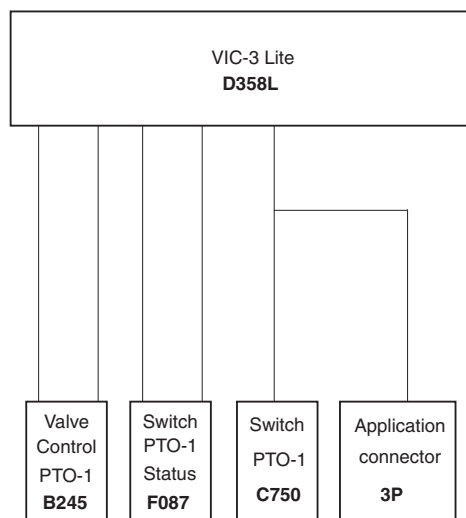 VIC-3 Lite
D358L
Valve
Control
PTO-1
B245
Switch
PTO-1
Status
F087
Switch
PTO-1
C750
Application
connector
3P